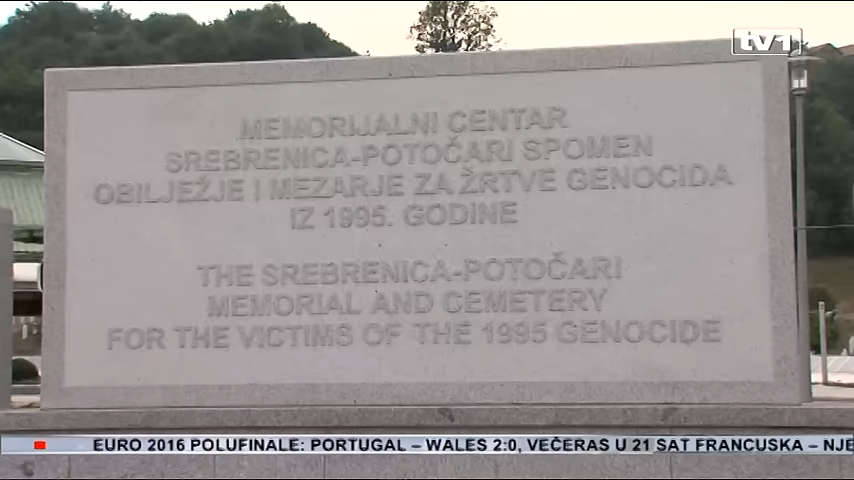 tv1
MEMORIJALNI CENTAR
SREBRENICA-POTOČARI SPOMEN
OBILJEŽJE I MEZARJE ZA ŽRTVE GENOCIDA
IZ 1995. GODINE
THE SREBRENICA-POTOČARI
MEMORIAL AND CEMETERY
FOR THE VICTIMS OF THE 1995 GENOCIDE
EURO 2016 POLUFINALE: PORTUGAL – WALES 2:0, VEČERAS U 21 SAT FRANCUSKA – NJE